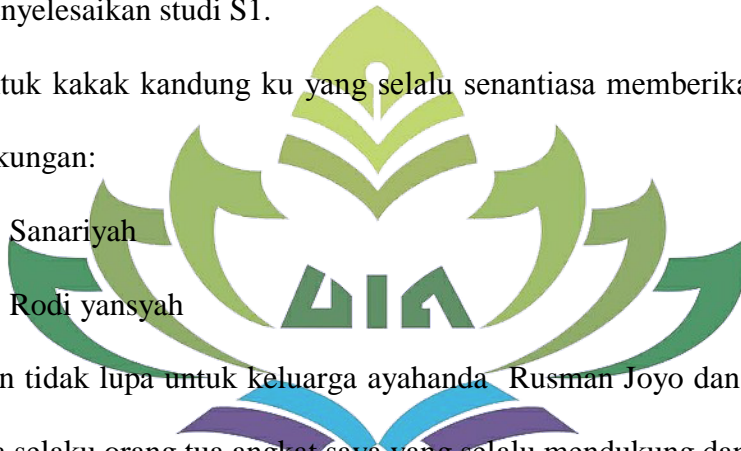 nyelesaikan studi S1.
tuk kakak kandung ku yang selalu senantiasa memberika
kungan:
Sanariyah
Rodi yansyah
UIN
n tidak lupa untuk keluarga ayahanda Rusman Joyo dan
selaku orang tua angkat saya yang selalu mendukung dan